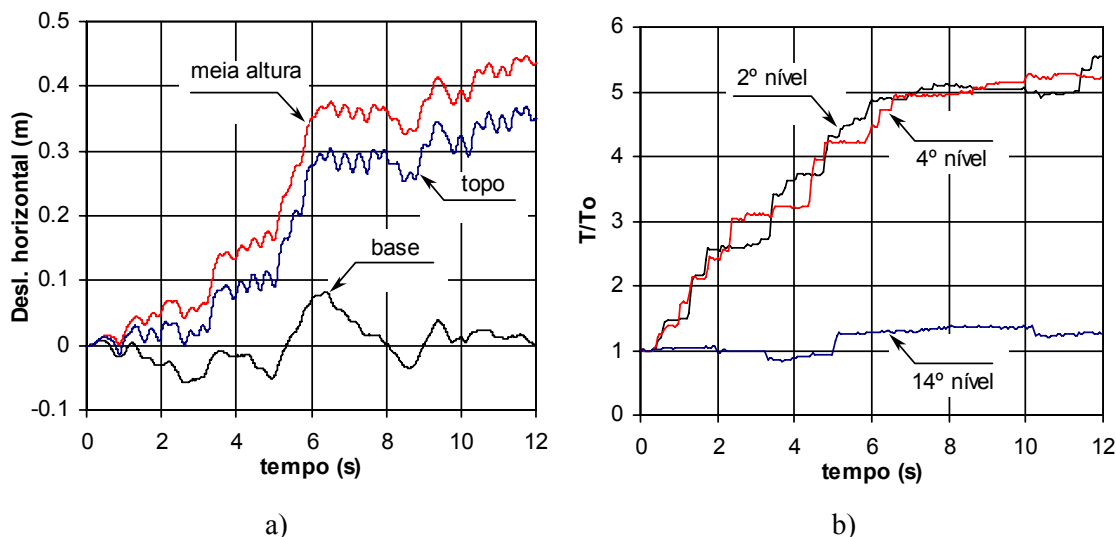 0.5
0.4
0.3
0.2
0.1
0
-0.1
Desl. horizontal (m)
meia altura
topo
base
0 2 4 6 8 10 12
tempo (s)
a)
6
5
4
3
2
1
0
T/To
2º nível
4º nível
14º nível
0 2 4 6 8 10 12
tempo (s)
b)